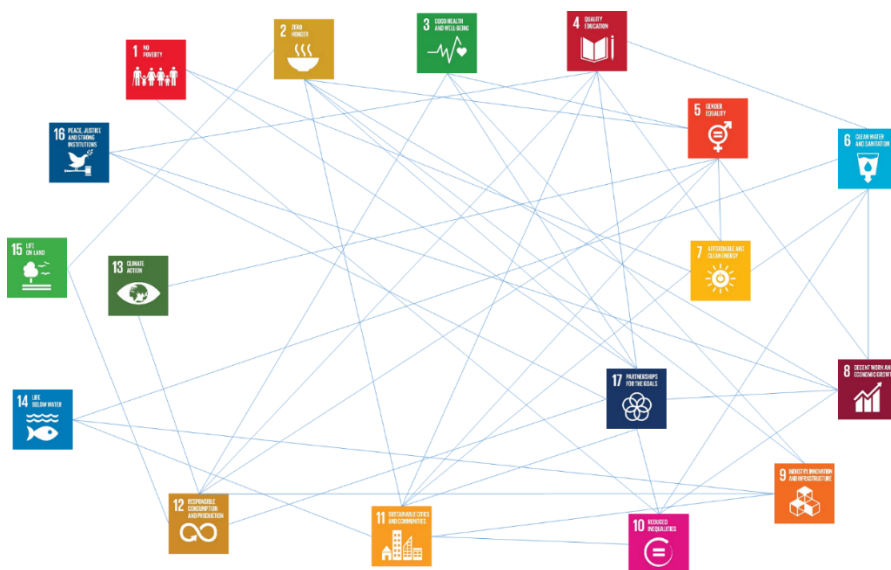 1 NO
POVERTY
2 ZERO
HUNGER
3 GOOD HEALTH
AND WELL-BEING
4 QUALITY
EDUCATION
5 GENDER
EQUALITY
6 CLEAN WATER
AND SANITATION
7 AFFORDABLE AND
CLEAN ENERGY
8 DECENT WORK AND
ECONOMIC GROWTH
9 INDUSTRY, INNOVATION
AND INFRASTRUCTURE
10 REDUCED
INEQUALITIES
11 SUSTAINABLE CITIES
AND COMMUNITIES
12 RESPONSIBLE
CONSUMPTION
AND PRODUCTION
13 CLIMATE
ACTION
14 LIFE
BELOW WATER
15 LIFE
ON LAND
16 PEACE, JUSTICE
AND STRONG
INSTITUTIONS
17 PARTNERSHIPS
FOR THE GOALS